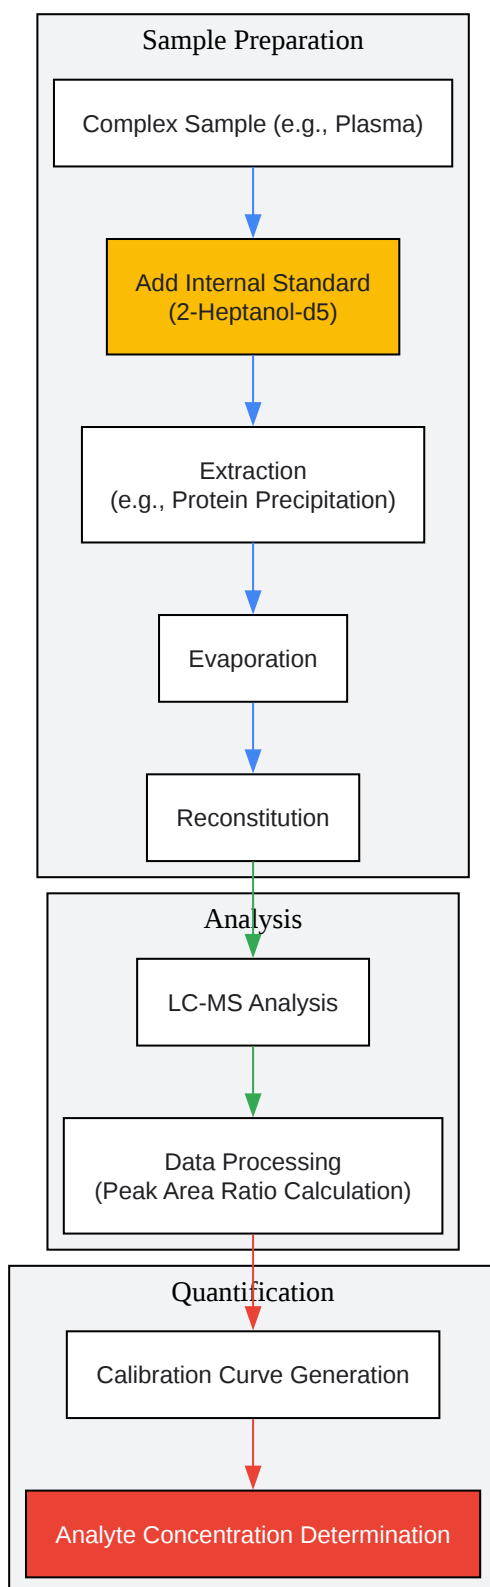 Sample Preparation
Complex Sample (e.g., Plasma)
Add Internal Standard
(2-Heptanol-d5)
Extraction
(e.g., Protein Precipitation)
Evaporation
Reconstitution
Analysis
LC-MS Analysis
Data Processing
(Peak Area Ratio Calculation)
Quantification
Calibration Curve Generation
Analyte Concentration Determination